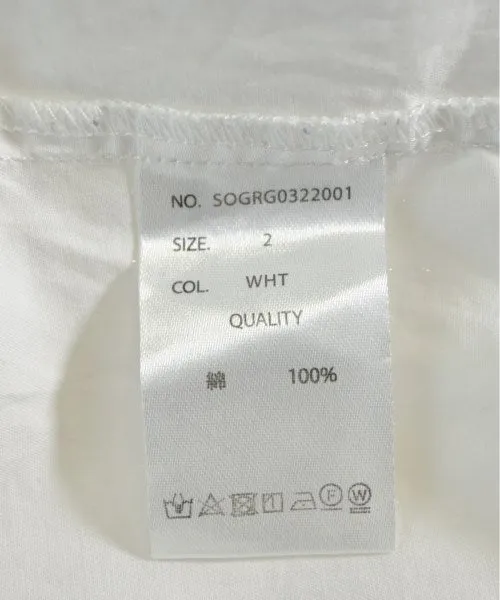 NO. SOGRG0322001
SIZE. 2
COL. WHT
QUALITY
綿 100%
F W